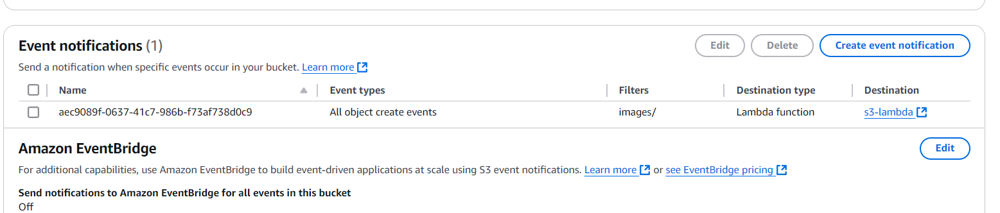 Event notifications (1)
Edit
Delete
Create event notification
Send a notification when specific events occur in your bucket. Learn more
Name
Event types
Filters
Destination type
Destination
aec9089f-0637-41c7-986b-f73af738d0c9
All object create events
images/
Lambda function
s3-lambda
Amazon EventBridge
Edit
For additional capabilities, use Amazon EventBridge to build event-driven applications at scale using S3 event notifications. Learn more or see EventBridge pricing
Send notifications to Amazon EventBridge for all events in this bucket
Off